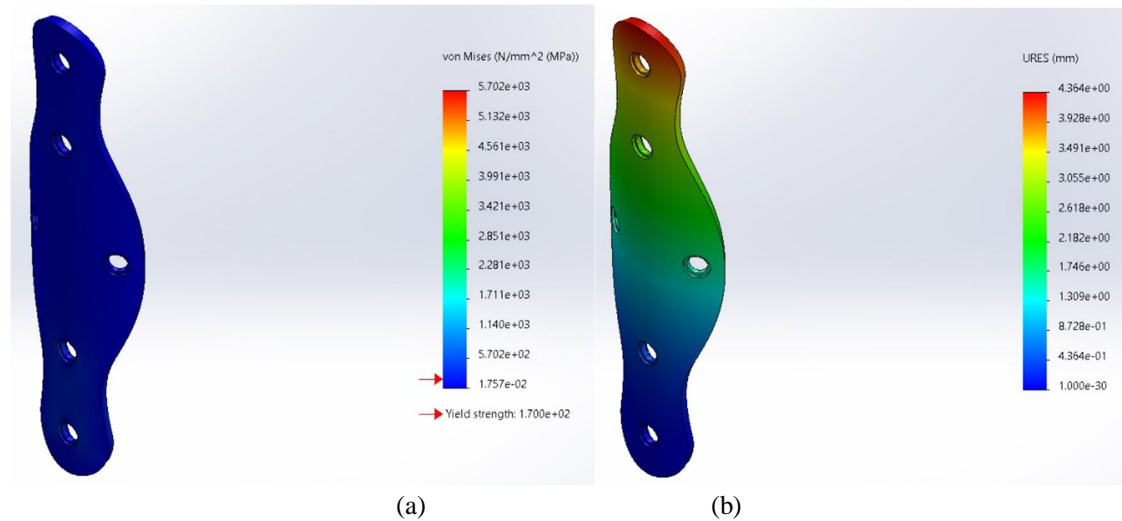 von Mises (N/mm^2 (MPa))
5.702e+03
5.132e+03
4.561e+03
3.991e+03
3.421e+03
2.851e+03
2.281e+03
1.711e+03
1.140e+03
5.702e+02
1.757e-02
Yield strength: 1.700e+02
URES (mm)
4.364e+00
3.928e+00
3.491e+00
3.055e+00
2.618e+00
2.182e+00
1.746e+00
1.309e+00
8.728e-01
4.364e-01
1.000e-30
(a)
(b)